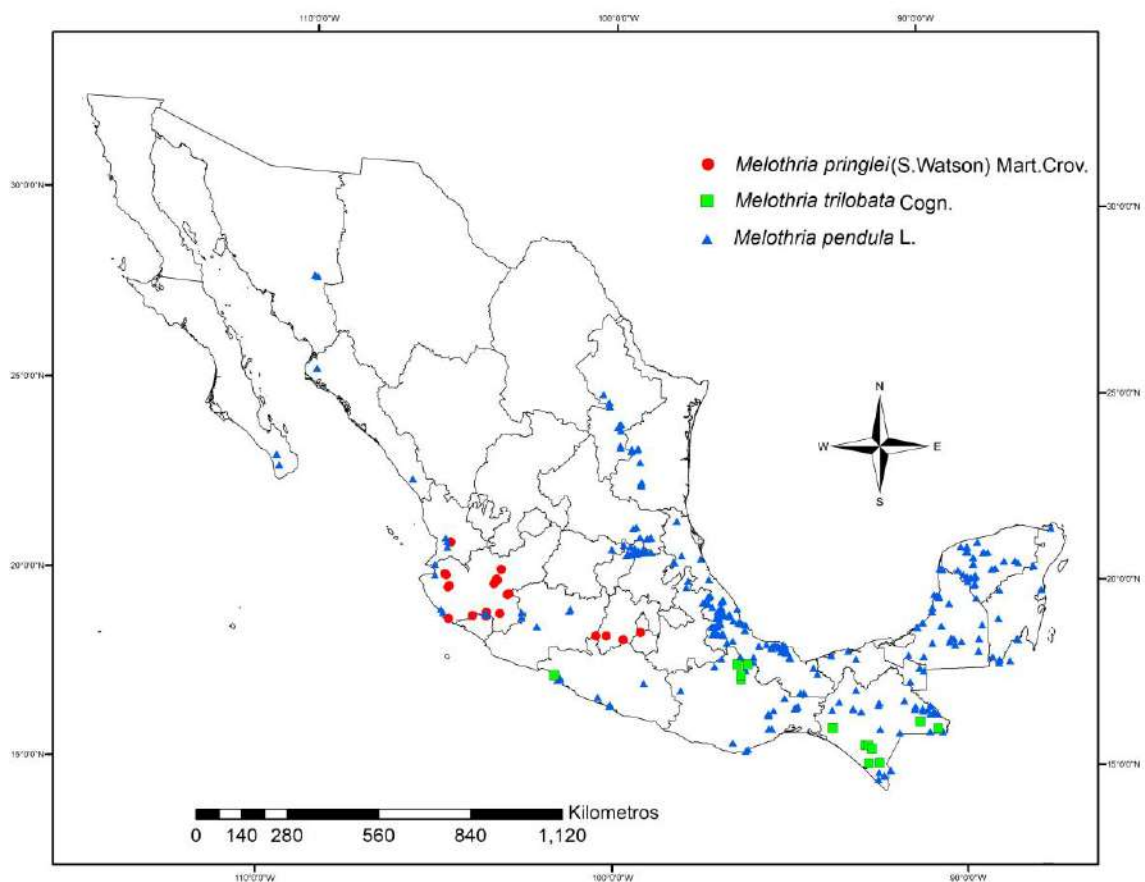 110°0'0"W 100°0'0"W 90°0'0"W
Melothria pringlei(S.Watson) Mart.Crov.
Melothria trilobata Cogn.
Melothria pendula L.
30°0'0"N 30°0'0"N
25°0'0"N 25°0'0"N
N
W E
S
20°0'0"N 20°0'0"N
15°0'0"N 15°0'0"N
Kilometros
0 140 280 560 840 1,120
110°0'0"W 100°0'0"W 90°0'0"W